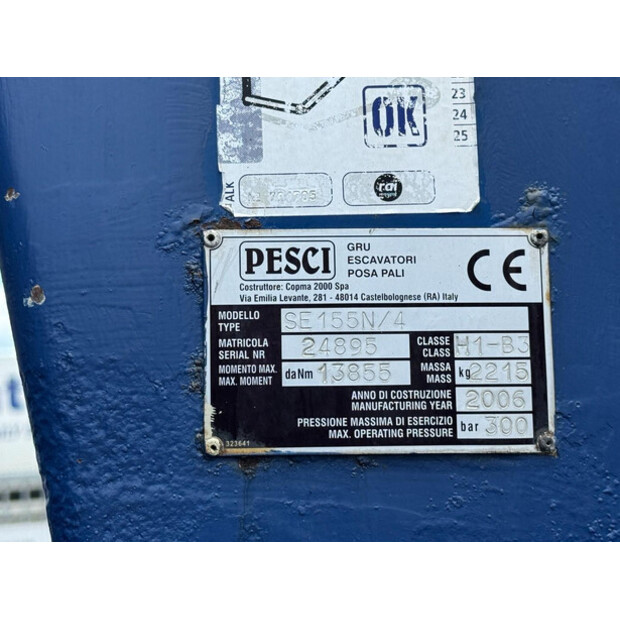 23
24
25
OK
rai
PESCI
GRU
ESCAVATORI
POSA PALI
CE
Costruttore: Copma 2000 Spa
Via Emilia Levante, 281 - 48014 Castelbolognese (RA) Italy
MODELLO
TYPE
SE155N/4
MATRICOLA
SERIAL NR
24895
CLASSE
CLASS
H1-B3
MOMENTO MAX.
MAX. MOMENT
daNm 13855
MASSA
MASS
kg 2215
ANNO DI COSTRUZIONE
MANUFACTURING YEAR
2006
PRESSIONE MASSIMA DI ESERCIZIO
MAX. OPERATING PRESSURE
bar 300
323641